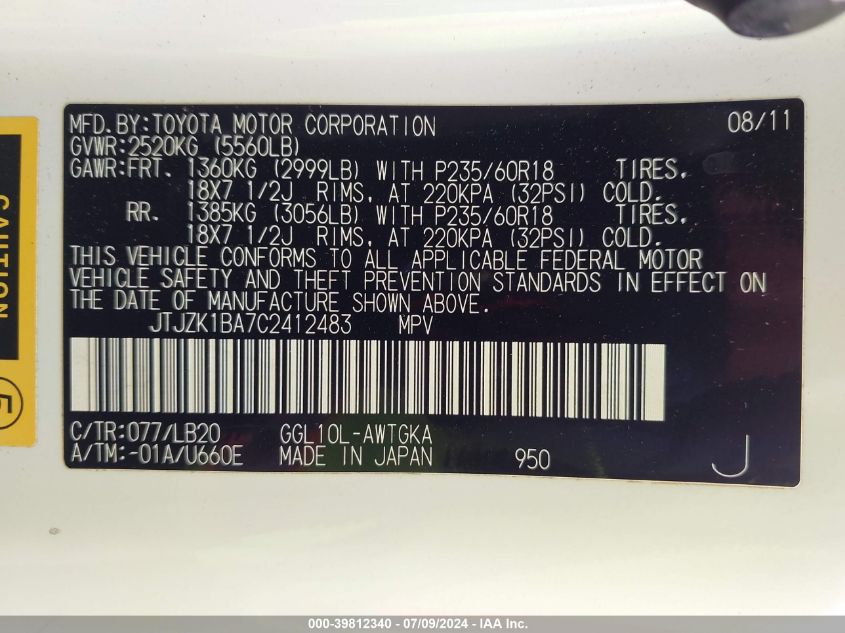 MFD.BY:TOYOTA MOTOR CORPORATION 08/11
GVWR:2520KG (5560LB)
GAWR:FRT. 1360KG (2999LB) WITH P235/60R18 TIRES,
18X7 1/2J RIMS, AT 220KPA (32PSI) COLD.
RR. 1385KG (3056LB) WITH P235/60R18 TIRES,
18X7 1/2J RIMS, AT 220KPA (32PSI) COLD.
THIS VEHICLE CONFORMS TO ALL APPLICABLE FEDERAL MOTOR
VEHICLE SAFETY AND THEFT PREVENTION STANDARDS IN EFFECT ON
THE DATE OF MANUFACTURE SHOWN ABOVE.
JTJZK1BA7C2412483 MPV
C/TR:077/LB20 GGL10L-AWTGKA
A/TM:-01A/U660E MADE IN JAPAN 950 J
CAUTION
000-39812340 - 07/09/2024 - IAA Inc.